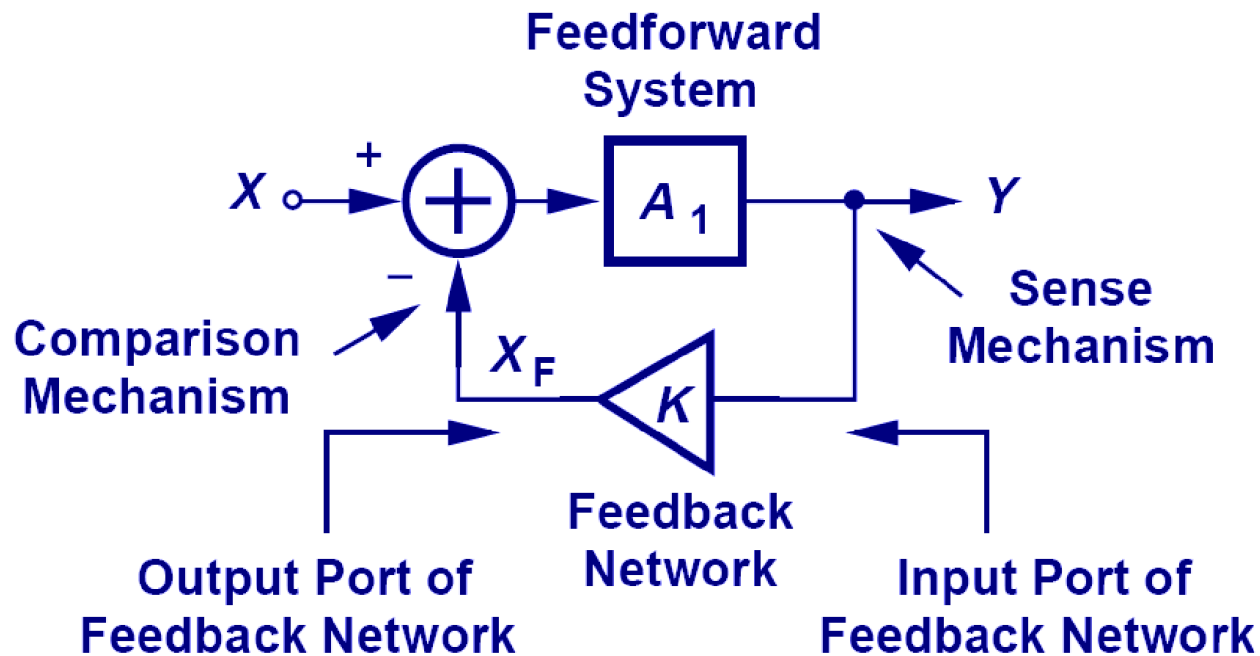 Feedforward
System
+
X
A1
Y
−
Sense
Mechanism
Comparison
Mechanism
XF
K
Feedback
Network
Output Port of
Feedback Network
Input Port of
Feedback Network